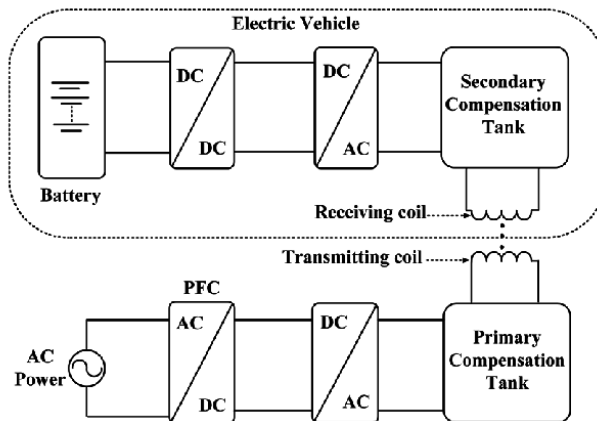 Electric Vehicle
DC
DC
DC
AC
Secondary
Compensation
Tank
Battery
Receiving coil
Transmitting coil
PFC
AC
DC
DC
AC
AC
Power
Primary
Compensation
Tank